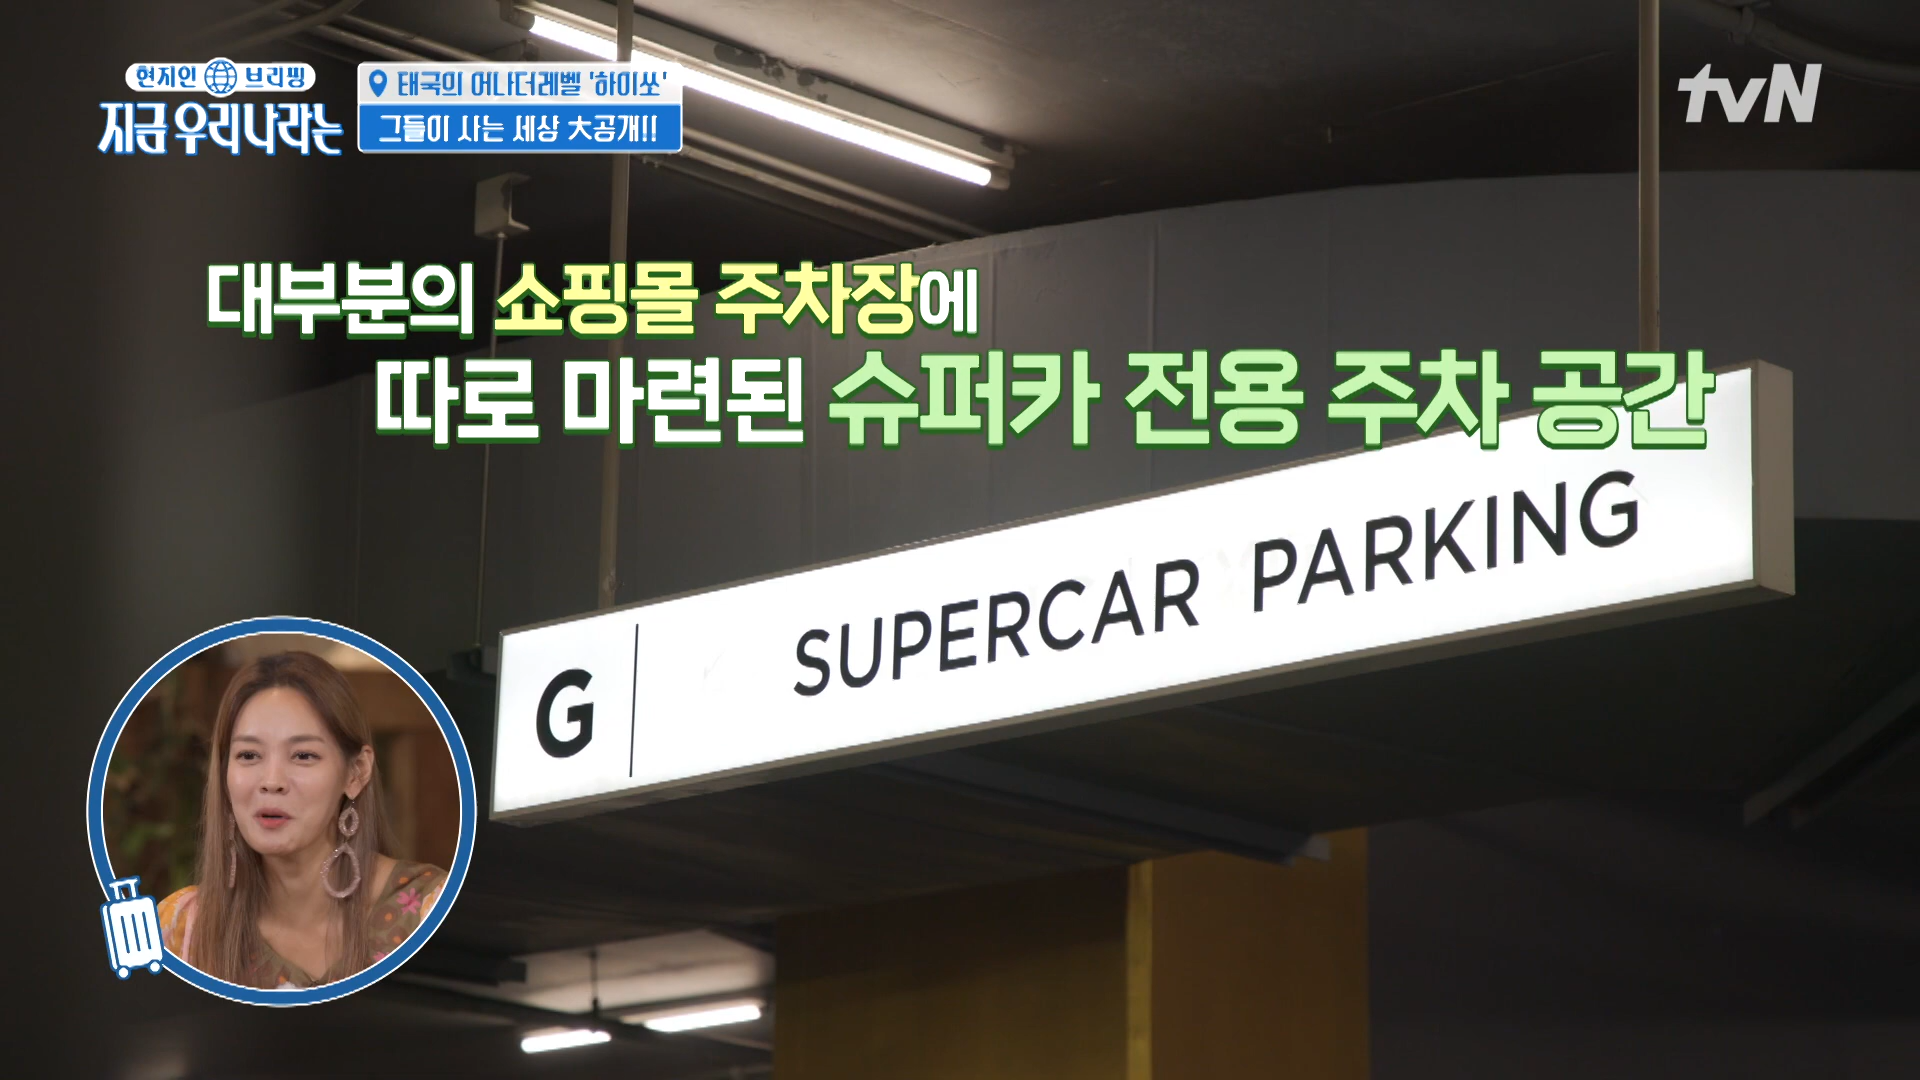 현지인 브리핑
지금 우리나라는
태국의 어나더레벨 '하이쏘'
그들이 사는 세상 大공개!!
tvN
대부분의 쇼핑몰 주차장에
따로 마련된 슈퍼카 전용 주차 공간
G SUPERCAR PARKING